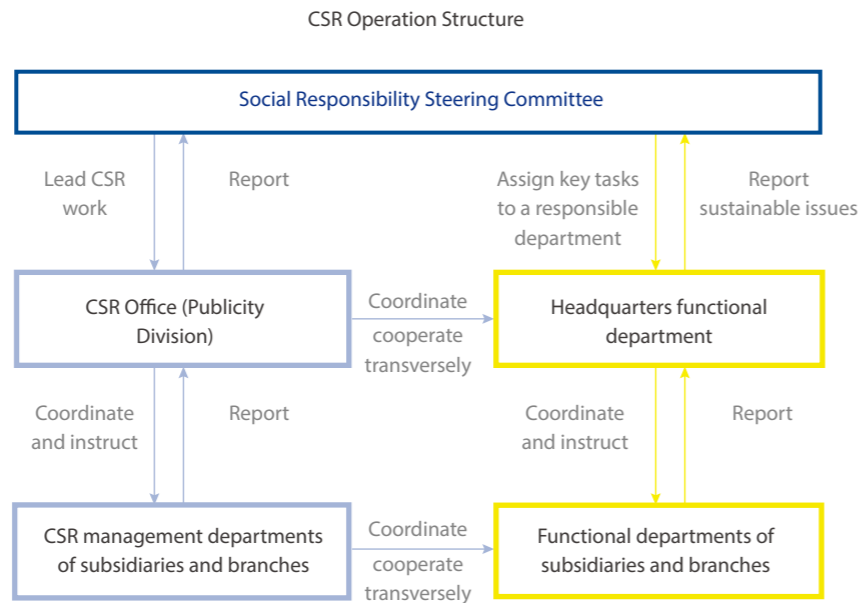 CSR Operation Structure
Social Responsibility Steering Committee
Lead CSR
work
Report
Assign key tasks
to a responsible
department
Report
sustainable issues
CSR Office (Publicity
Division)
Coordinate
cooperate
transversely
Headquarters functional
department
Coordinate
and instruct
Report
Coordinate
and instruct
Report
CSR management departments
of subsidiaries and branches
Coordinate
cooperate
transversely
Functional departments of
subsidiaries and branches